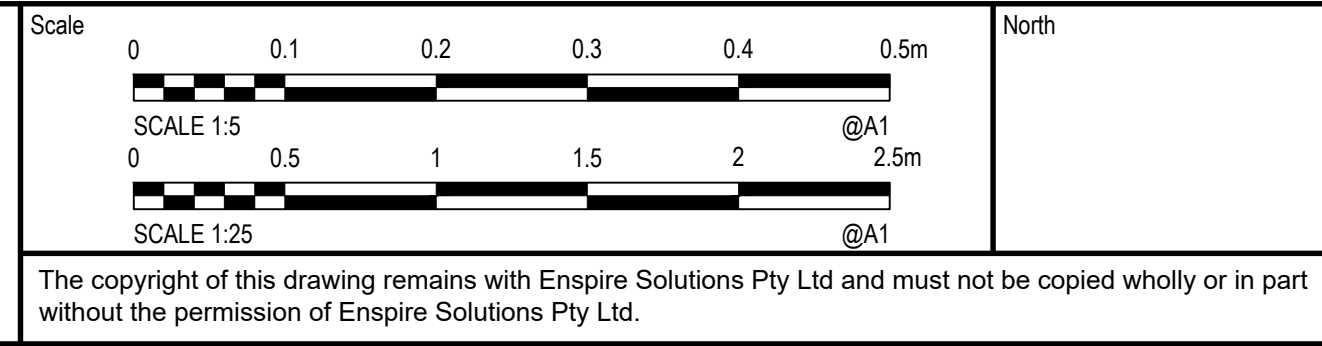 Scale
North
0 0.1 0.2 0.3 0.4 0.5m
SCALE 1:5 @A1
0 0.5 1 1.5 2 2.5m
SCALE 1:25 @A1
The copyright of this drawing remains with Enspire Solutions Pty Ltd and must not be copied wholly or in part
without the permission of Enspire Solutions Pty Ltd.